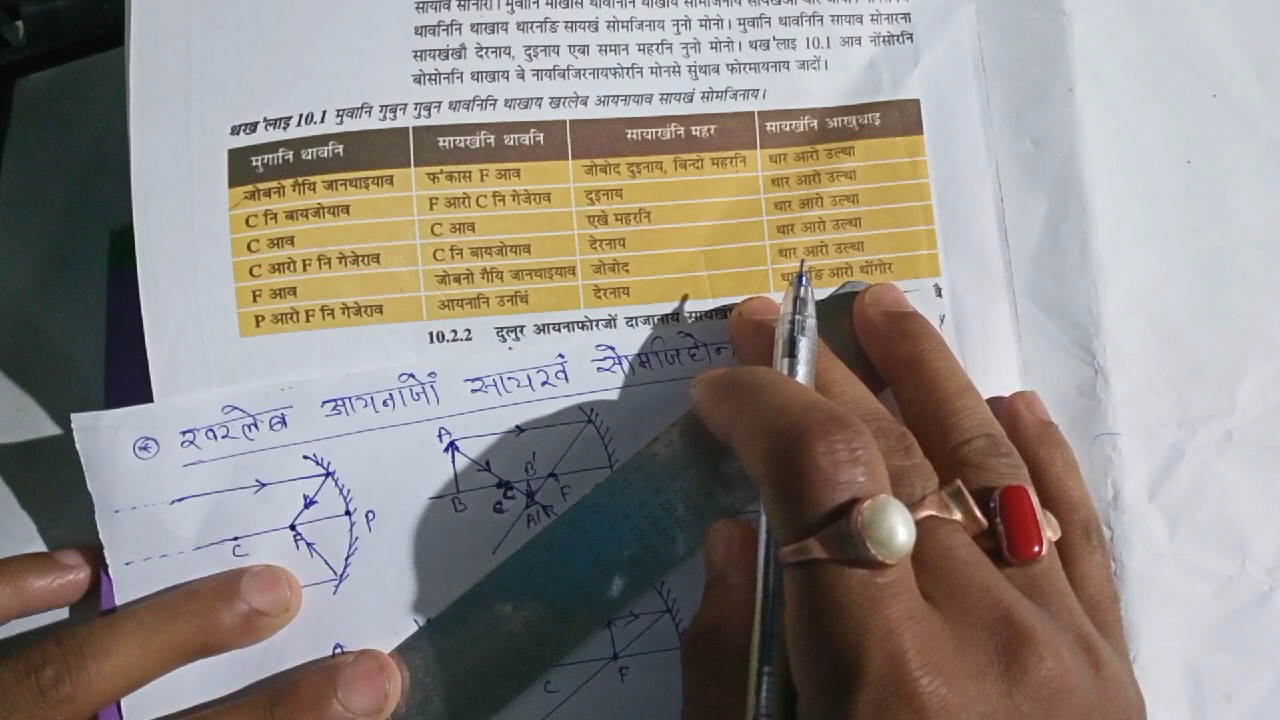 थावनिनि थाखाय थारनङि सायखं सोमजिनाय नुनो मोनो। मुवानि थावनिनि सायाव सोनारना
सायखंखौ देरनाय, दुइनाय एबा समान महरनि नुनो मोनो। थख'लाइ 10.1 आव नोंसोरनि
बोसोननि थाखाय बे नायबिजिरनायफोरनि मोनसे सुंथाब फोरमायनाय जादों।
थख'लाइ 10.1 मुवानि गुबुन गुबुन थावनिनि थाखाय खरलेब आयनायाव सायखं सोमजिनाय।
मुगानि थावनि सायखंनि थावनि सायाखंनि महर सायखंनि आखुथाइ
जोबनो गैयि जानथाइयाव फ'कास F आव जोबोद दुइनाय, बिन्दो महरनि थार आरो उल्था
C नि बायजोयाव F आरो C नि गेजेराव दुइनाय थार आरो उल्था
C आव C आव एखे महरनि थार आरो उल्था
C आरो F नि गेजेराव C नि बायजोयाव देरनाय थार आरो उल्था
F आव जोबनो गैयि जानथाइयाव जोबोद थार आरो उल्था
P आरो F नि गेजेराव आयनानि उनथिं देरनाय आरो थोंगोर
10.2.2 दुलुर आयनाफोरजों दाजानाय
खरलेब आयनाजों सायखं
A B C B' A' F
C F P
A
C F